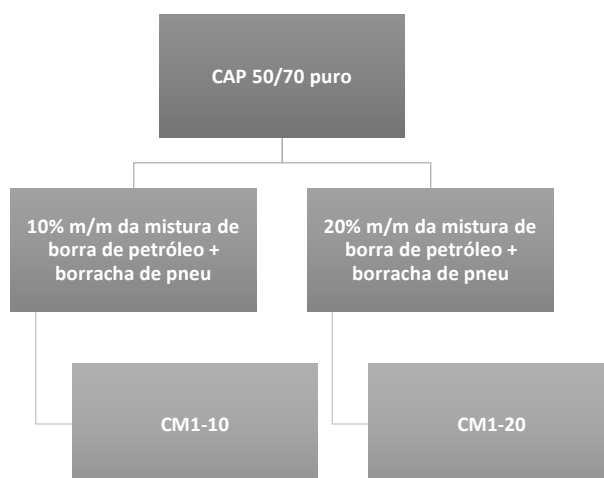 CAP 50/70 puro
10% m/m da mistura de
borra de petróleo +
borracha de pneu
20% m/m da mistura de
borra de petróleo +
borracha de pneu
CM1-10
CM1-20